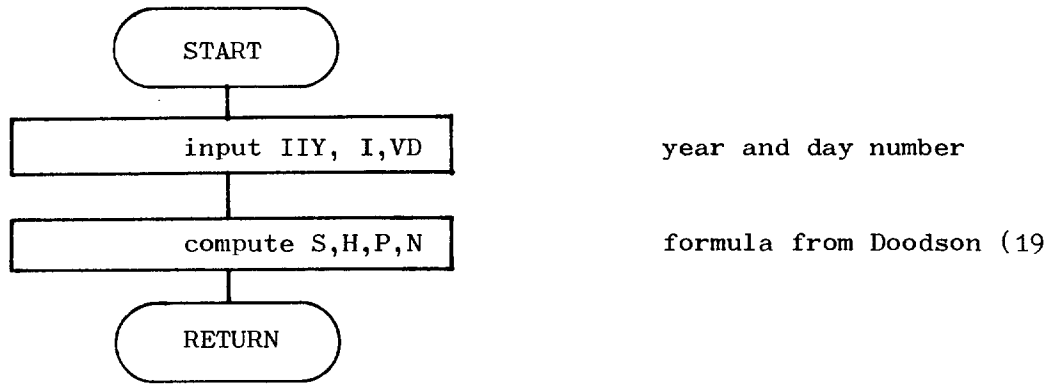 START
input IIY, I,VD year and day number
compute S,H,P,N formula from Doodson (19
RETURN